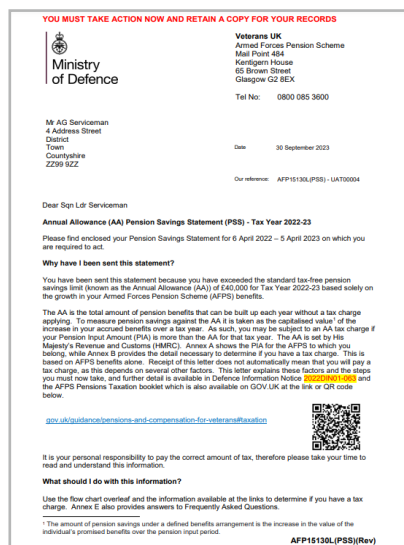 YOU MUST TAKE ACTION NOW AND RETAIN A COPY FOR YOUR RECORDS
Ministry
of Defence
Veterans UK
Armed Forces Pension Scheme
Mail Point 484
Kentigern House
65 Brown Street
Glasgow G2 8EX
Tel No: 0800 085 3600
Mr AG Serviceman
4 Address Street
District
Town
Countyshire
ZZ99 9ZZ
Date 30 September 2023
Our reference: AFP15130L(PSS) - UAT00004
Dear Sqn Ldr Serviceman
Annual Allowance (AA) Pension Savings Statement (PSS) - Tax Year 2022-23
Please find enclosed your Pension Savings Statement for 6 April 2022 – 5 April 2023 on which you
are required to act.
Why have I been sent this statement?
You have been sent this statement because you have exceeded the standard tax-free pension
savings limit (known as the Annual Allowance (AA)) of £40,000 for Tax Year 2022-23 based solely on
the growth in your Armed Forces Pension Scheme (AFPS) benefits.
The AA is the total amount of pension benefits that can be built up each year without a tax charge
applying. To measure pension savings against the AA it is taken as the capitalised value¹ of the
increase in your accrued benefits over a tax year. As such, you may be subject to an AA tax charge if
your Pension Input Amount (PIA) is more than the AA for that tax year. The AA is set by His
Majesty's Revenue and Customs (HMRC). Annex A shows the PIA for the AFPS to which you
belong, while Annex B provides the detail necessary to determine if you have a tax charge. This is
based on AFPS benefits alone. Receipt of this letter does not automatically mean that you will pay a
tax charge, as this depends on several other factors. This letter explains these factors and the steps
you must now take, and further detail is available in Defence Information Notice 2022DIN01-063 and
the AFPS Pensions Taxation booklet which is also available on GOV.UK at the link or QR code
below.
gov.uk/guidance/pensions-and-compensation-for-veterans#taxation
It is your personal responsibility to pay the correct amount of tax, therefore please take your time to
read and understand this information.
What should I do with this information?
Use the flow chart overleaf and the information available at the links to determine if you have a tax
charge. Annex E also provides answers to Frequently Asked Questions.
¹ The amount of pension savings under a defined benefits arrangement is the increase in the value of the
individual's promised benefits over the pension input period.
AFP15130L(PSS)(Rev)